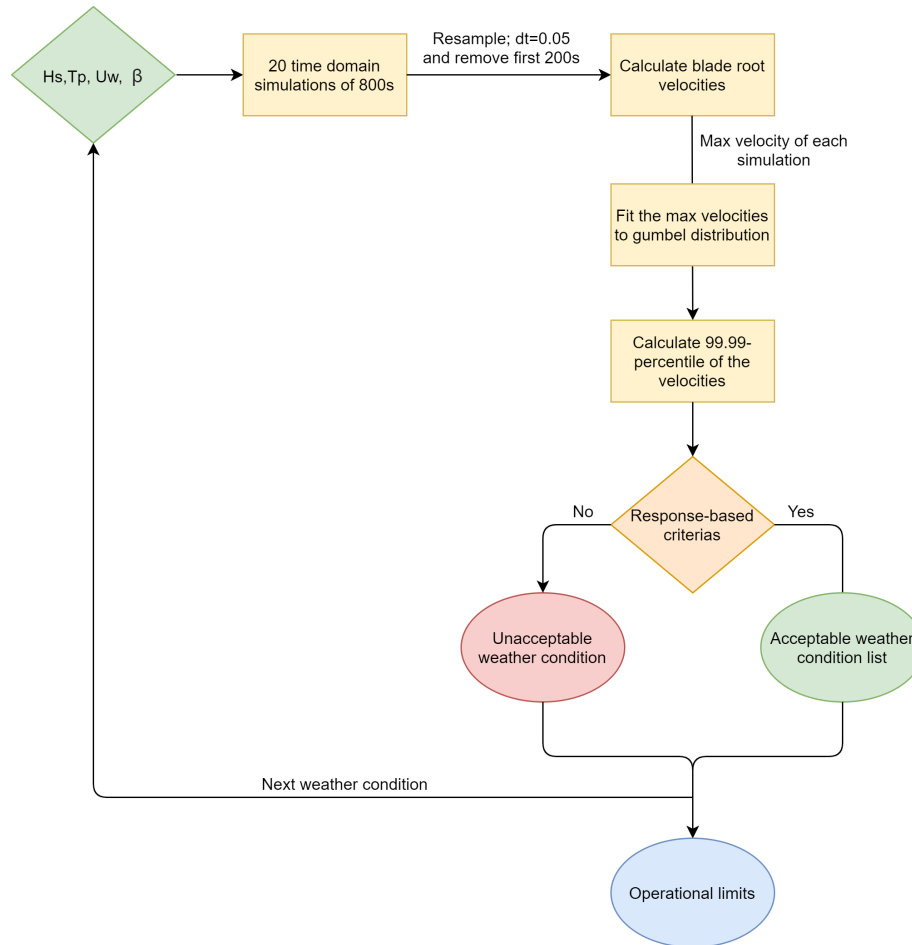 Hs,Tp, Uw, β
20 time domain
simulations of 800s
Resample; dt=0.05
and remove first 200s
Calculate blade root
velocities
Max velocity of each
simulation
Fit the max velocities
to gumbel distribution
Calculate 99.99-
percentile of the
velocities
Response-based
criterias
No
Yes
Unacceptable
weather condition
Acceptable weather
condition list
Next weather condition
Operational limits